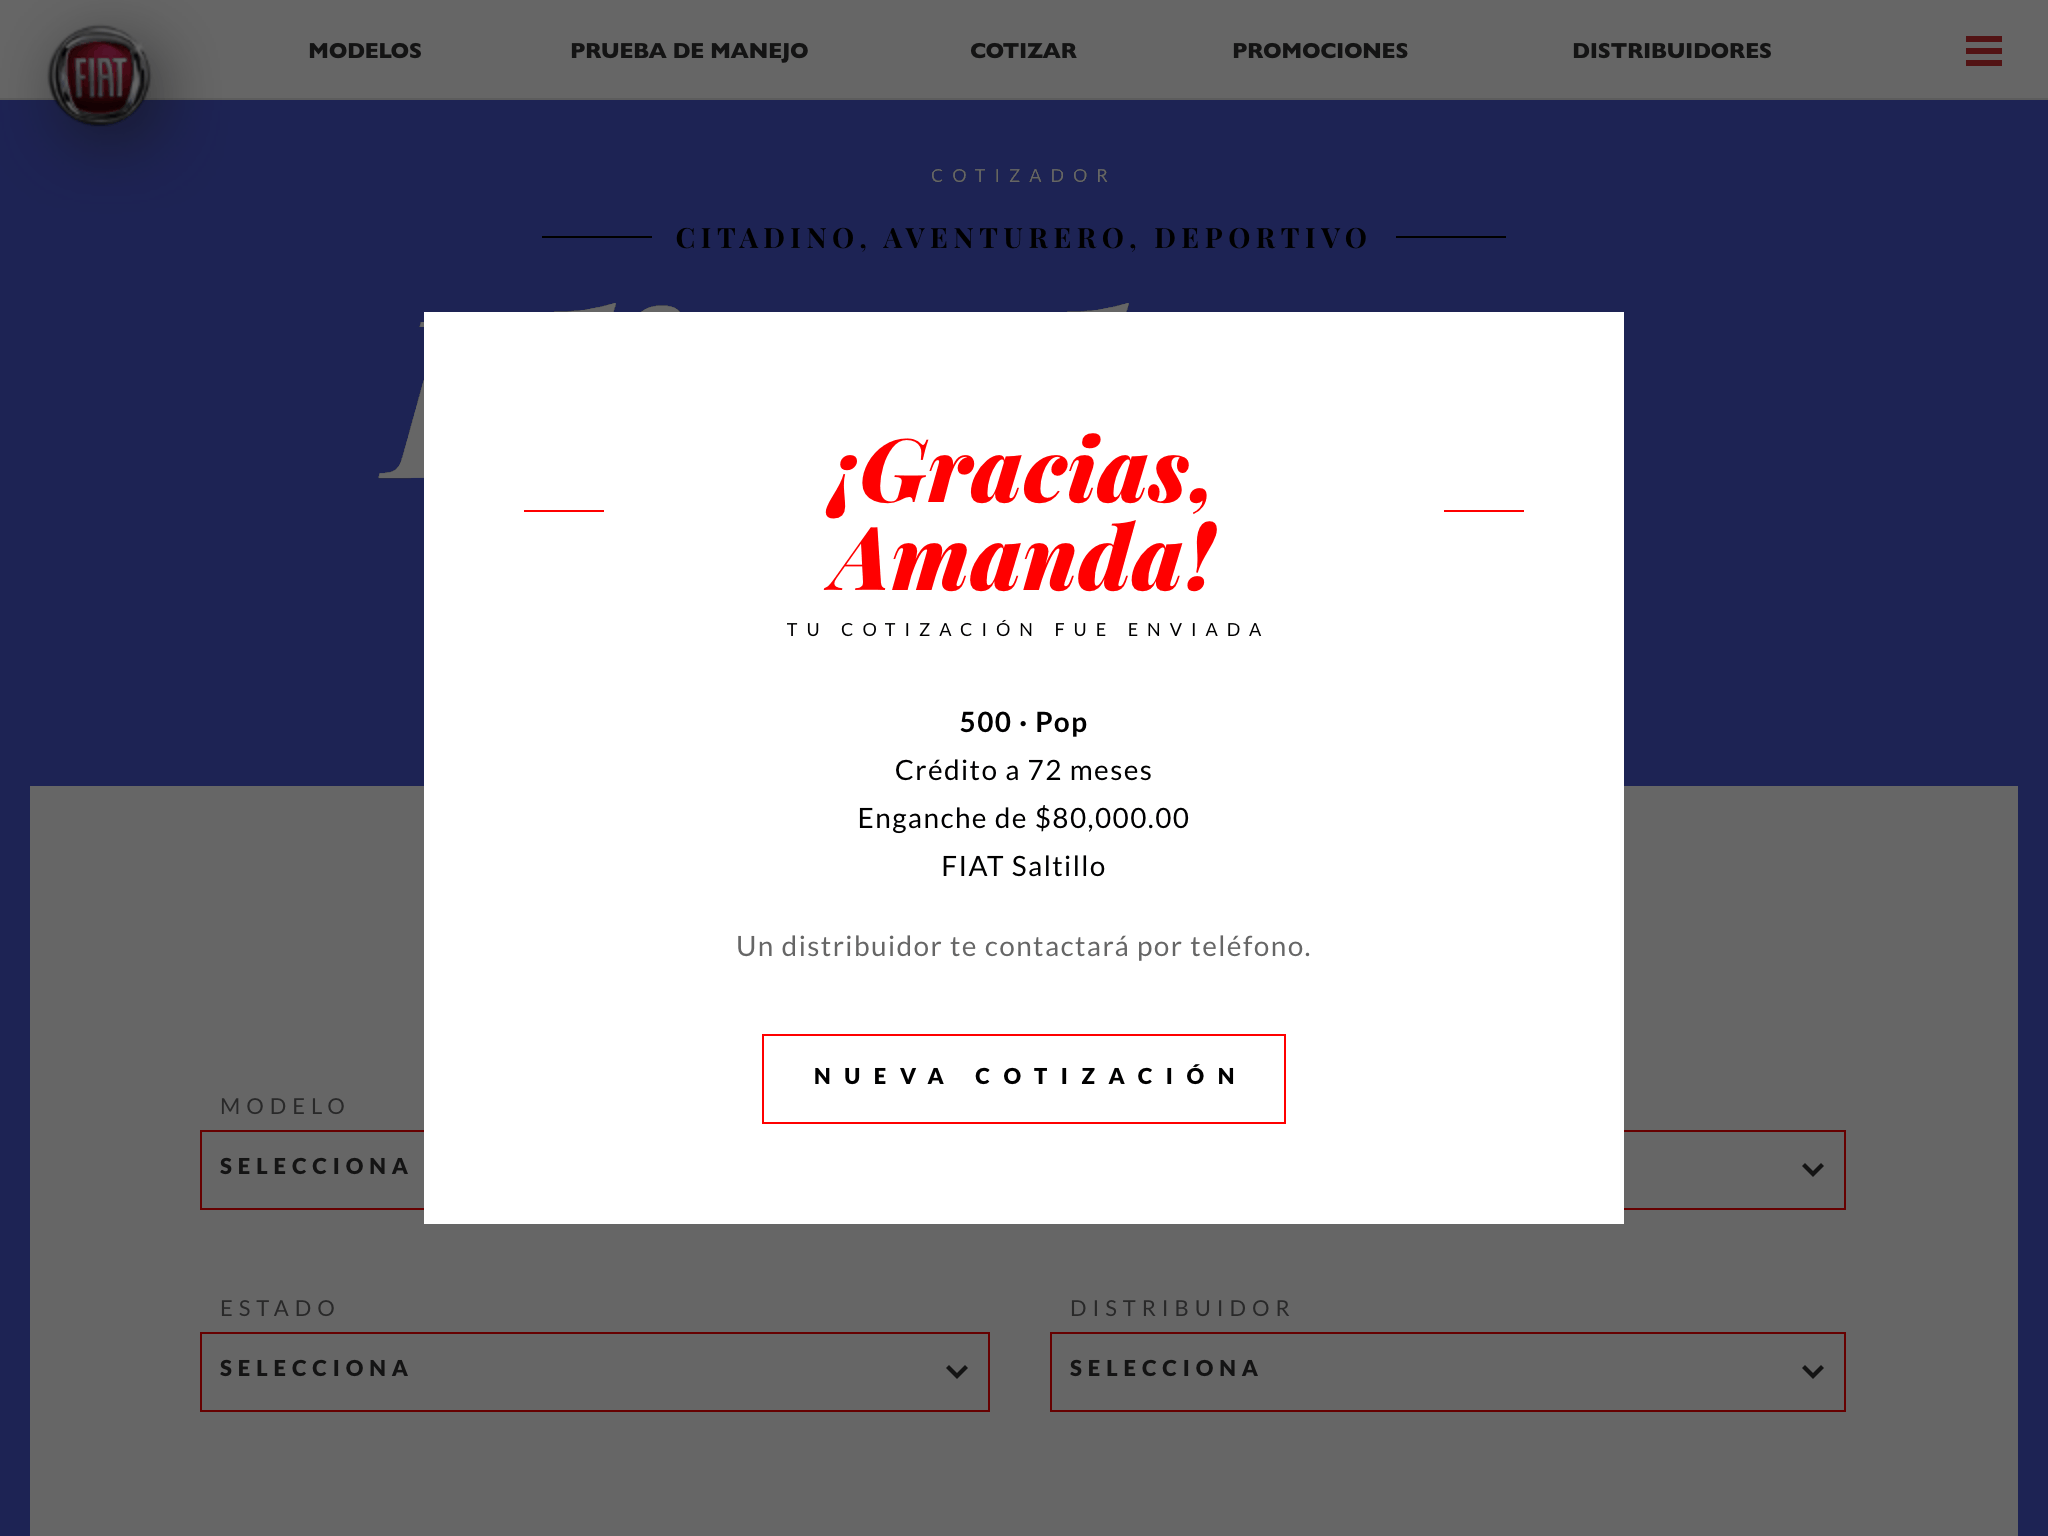 FIAT
MODELOS
PRUEBA DE MANEJO
COTIZAR
PROMOCIONES
DISTRIBUIDORES
COTIZADOR
CITADINO, AVENTURERO, DEPORTIVO
¡Gracias,
Amanda!
TU COTIZACIÓN FUE ENVIADA
500 · Pop
Crédito a 72 meses
Enganche de $80,000.00
FIAT Saltillo
Un distribuidor te contactará por teléfono.
NUEVA COTIZACIÓN
MODELO
SELECCIONA
ESTADO
DISTRIBUIDOR
SELECCIONA
SELECCIONA